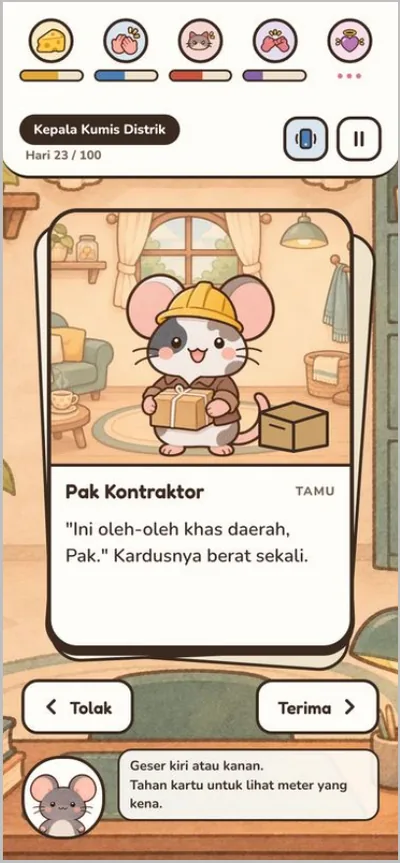 Kepala Kumis Distrik
Hari 23 / 100
Pak Kontraktor
TAMU
"Ini oleh-oleh khas daerah,
Pak." Kardusnya berat sekali.
Tolak
Terima
Geser kiri atau kanan.
Tahan kartu untuk lihat meter yang
kena.